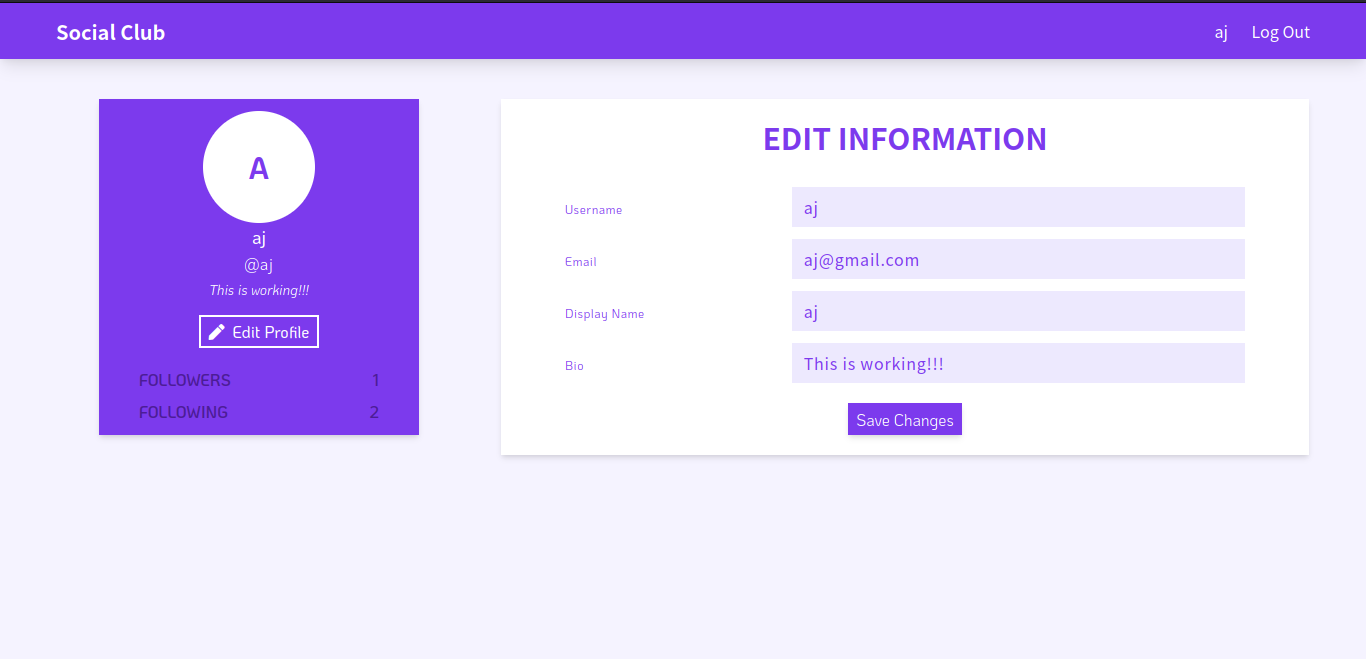 Social Club
aj Log Out
A
aj
@aj
This is working!!!
Edit Profile
FOLLOWERS 1
FOLLOWING 2
EDIT INFORMATION
Username aj
Email aj@gmail.com
Display Name aj
Bio This is working!!!
Save Changes